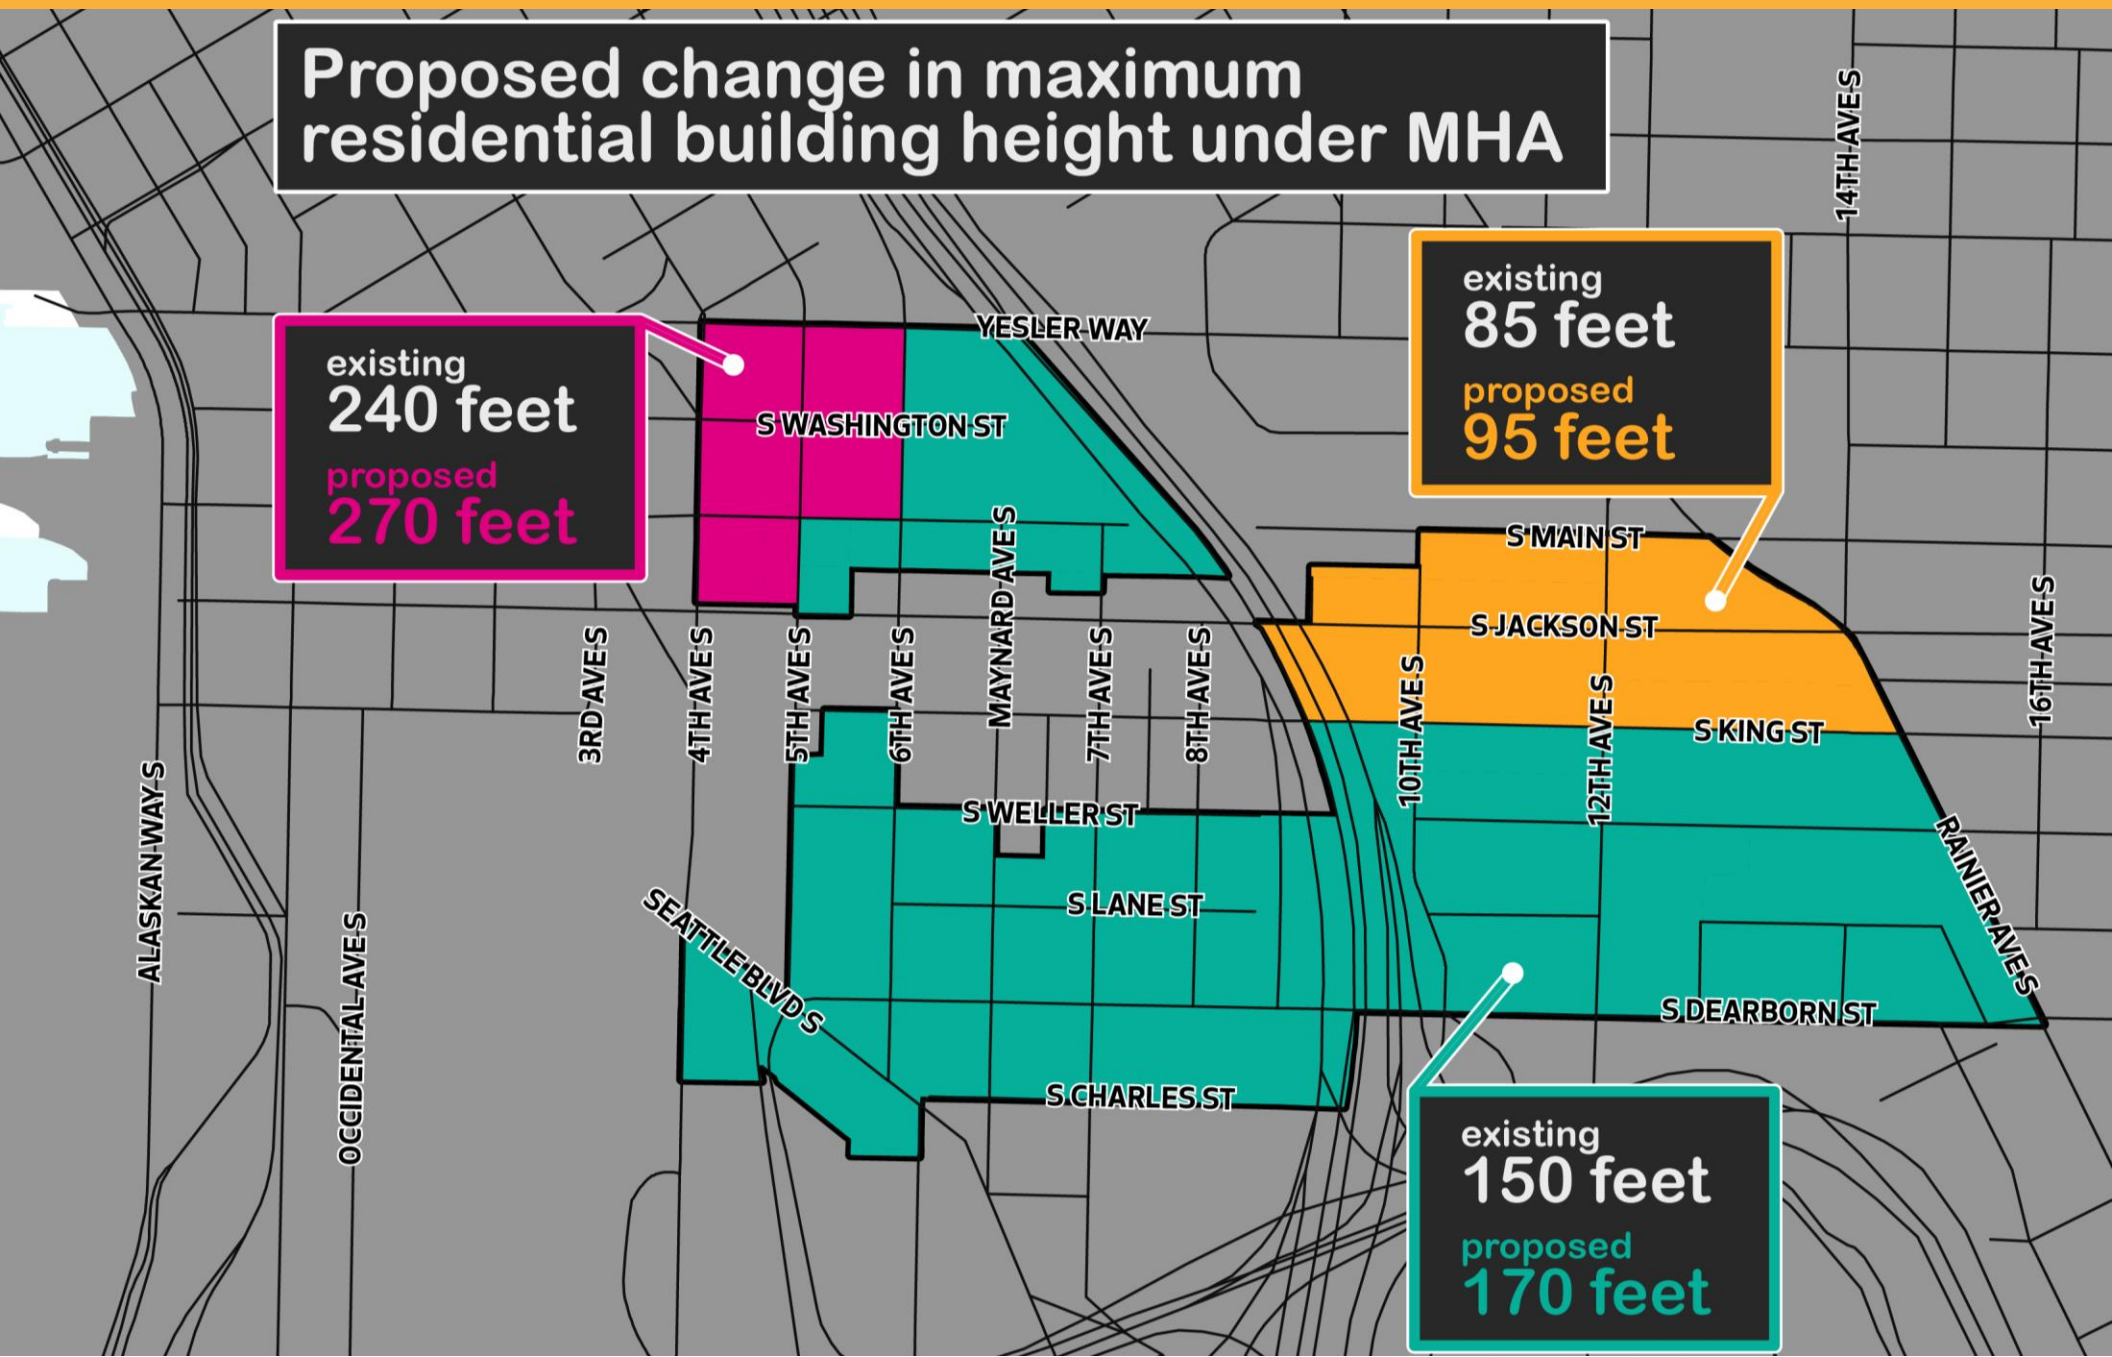 Proposed change in maximum
residential building height under MHA
14TH AVE S
existing
240 feet
proposed
270 feet
YESLER WAY
existing
85 feet
proposed
95 feet
S WASHINGTON ST
S MAIN ST
S JACKSON ST
S KING ST
3RD AVE S
4TH AVE S
5TH AVE S
6TH AVE S
MAYNARD AVE S
7TH AVE S
8TH AVE S
10TH AVE S
12TH AVE S
16TH AVE S
ALASKAN WAY S
OCCIDENTAL AVE S
SEATTLE BLVD S
S WELLER ST
S LANE ST
RAINIER AVE S
S DEARBORN ST
S CHARLES ST
existing
150 feet
proposed
170 feet